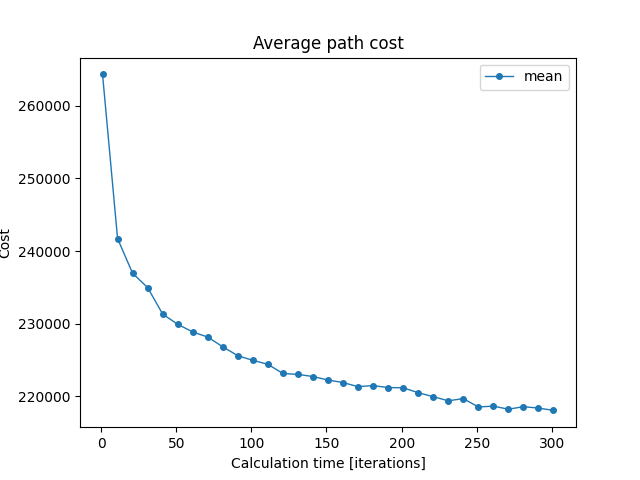 Average path cost
mean
260000
250000
240000
230000
220000
Cost
0 50 100 150 200 250 300
Calculation time [iterations]